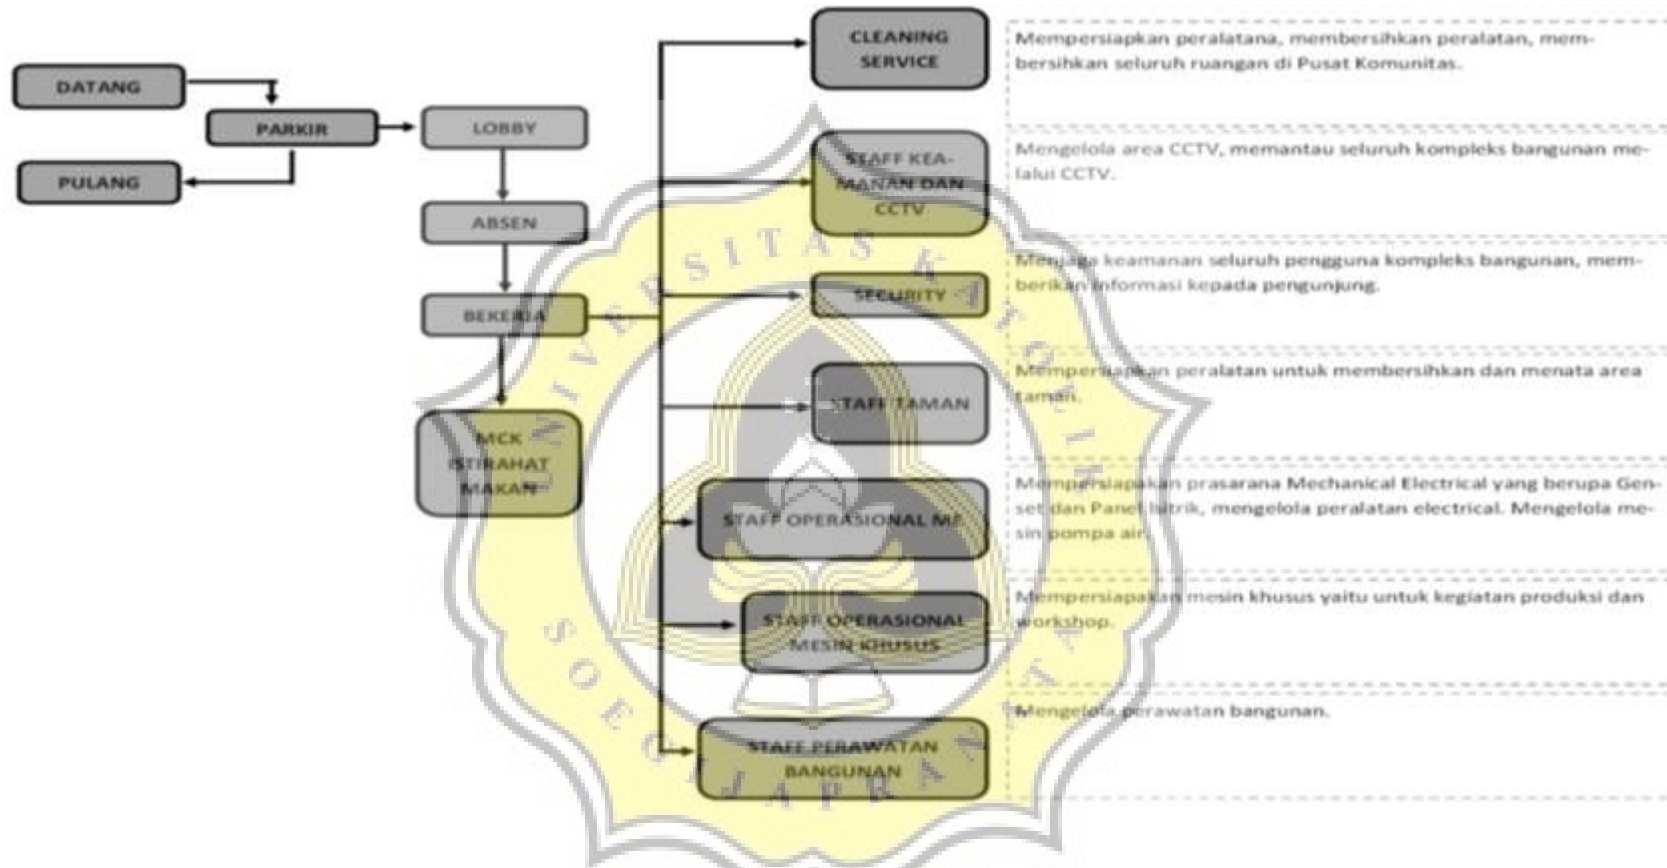 DATANG
PARKIR
PULANG
LOBBY
ABSEN
BEKERJA
MCK
ISTIRAHAT
MAKAN
CLEANING
SERVICE
Mempersiapkan peralatana, membersihkan peralatan, mem-
bersihkan seluruh ruangan di Pusat Komunitas.
STAFF KEA-
MANAN DAN
CCTV
Mengelola area CCTV, memantau seluruh kompleks bangunan me-
lalui CCTV.
SECURITY
Menjaga keamanan seluruh pengguna kompleks bangunan, mem-
berikan informasi kepada pengunjung.
STAFF TAMAN
Mempersiapkan peralatan untuk membersihkan dan menata area
taman.
STAFF OPERASIONAL ME
Mempersiapakan prasarana Mechanical Electrical yang berupa Gen-
set dan Panel listrik, mengelola peralatan electrical. Mengelola me-
sin pompa air.
STAFF OPERASIONAL
MESIN KHUSUS
Mempersiapakan mesin khusus yaitu untuk kegiatan produksi dan
workshop.
STAFF PERAWATAN
BANGUNAN
Mengelola perawatan bangunan.
UNIVERSITAS KATOLIK
SOEGIJAPRANATA